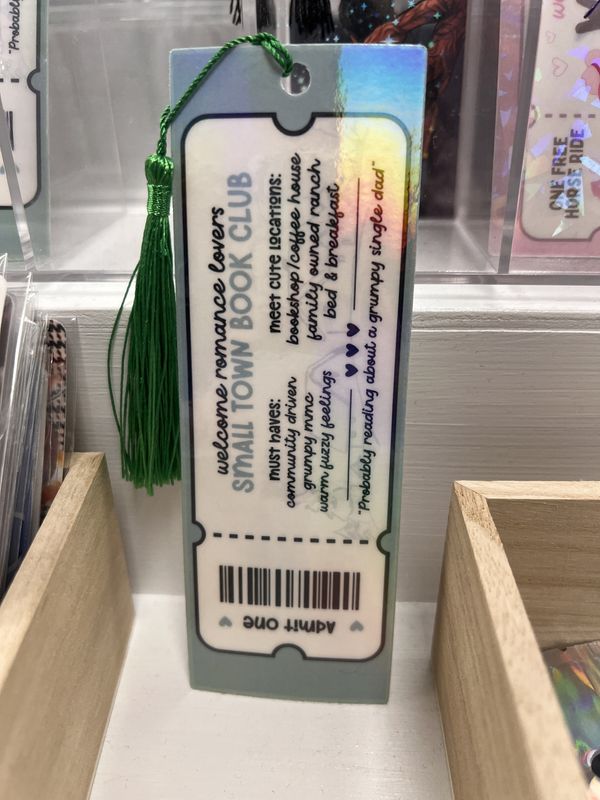 welcome romance lovers
SMALL TOWN BOOK CLUB
must haves:
community driven
grumpy mmc
warm fuzzy feelings
meet cute locations:
bookshop/coffee house
family owned ranch
bed & breakfast
"Probably reading about a grumpy single dad"
Admit one
"Probabl
ONE FREE
HORSE RIDE